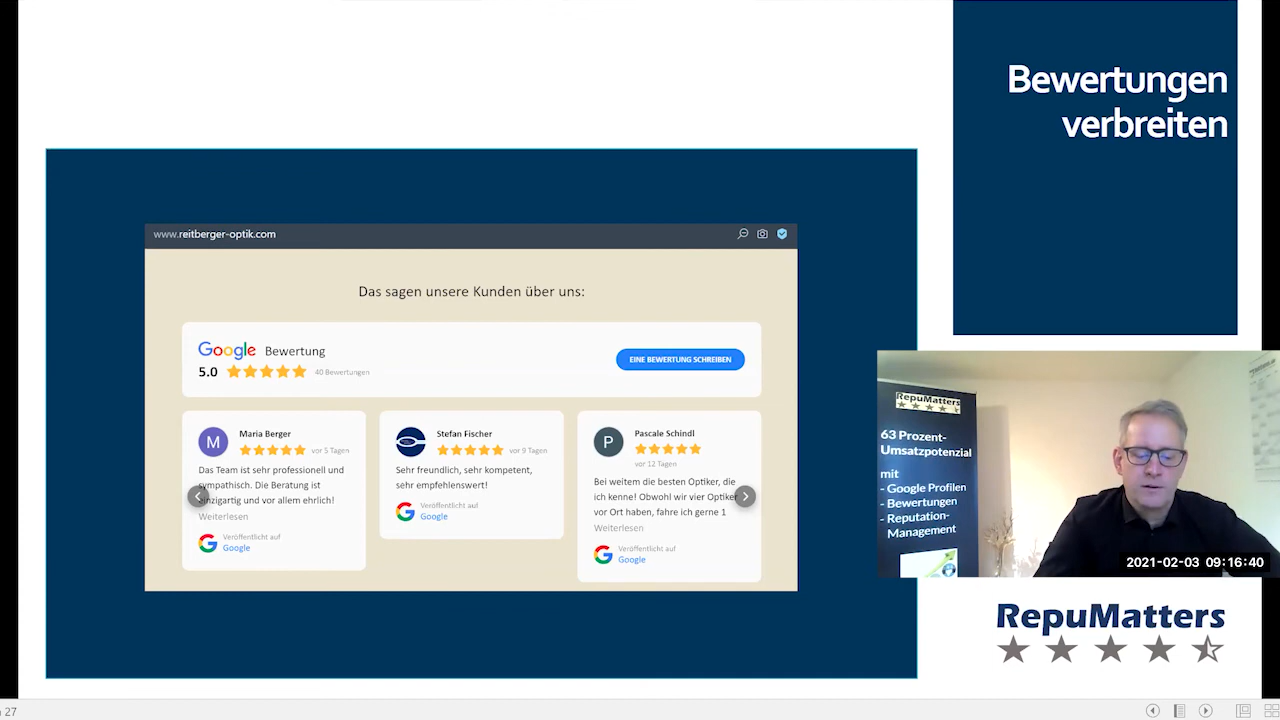 Bewertungen
verbreiten
www.reitberger-optik.com
Das sagen unsere Kunden über uns:
Google Bewertung
5.0 40 Bewertungen
EINE BEWERTUNG SCHREIBEN
M
Maria Berger
vor 5 Tagen
Das Team ist sehr professionell und
sympathisch. Die Beratung ist
einzigartig und vor allem ehrlich!
Weiterlesen
Veröffentlicht auf
Google
Stefan Fischer
vor 9 Tagen
Sehr freundlich, sehr kompetent,
sehr empfehlenswert!
Veröffentlicht auf
Google
P
Pascale Schindl
vor 12 Tagen
Bei weitem die besten Optiker, die
ich kenne! Obwohl wir vier Optiker
vor Ort haben, fahre ich gerne 1
Weiterlesen
Veröffentlicht auf
Google
RepuMatters
63 Prozent-
Umsatzpotenzial
mit
- Google Profilen
- Bewertungen
- Reputation-
Management
2021-02-03 09:16:40
RepuMatters
27